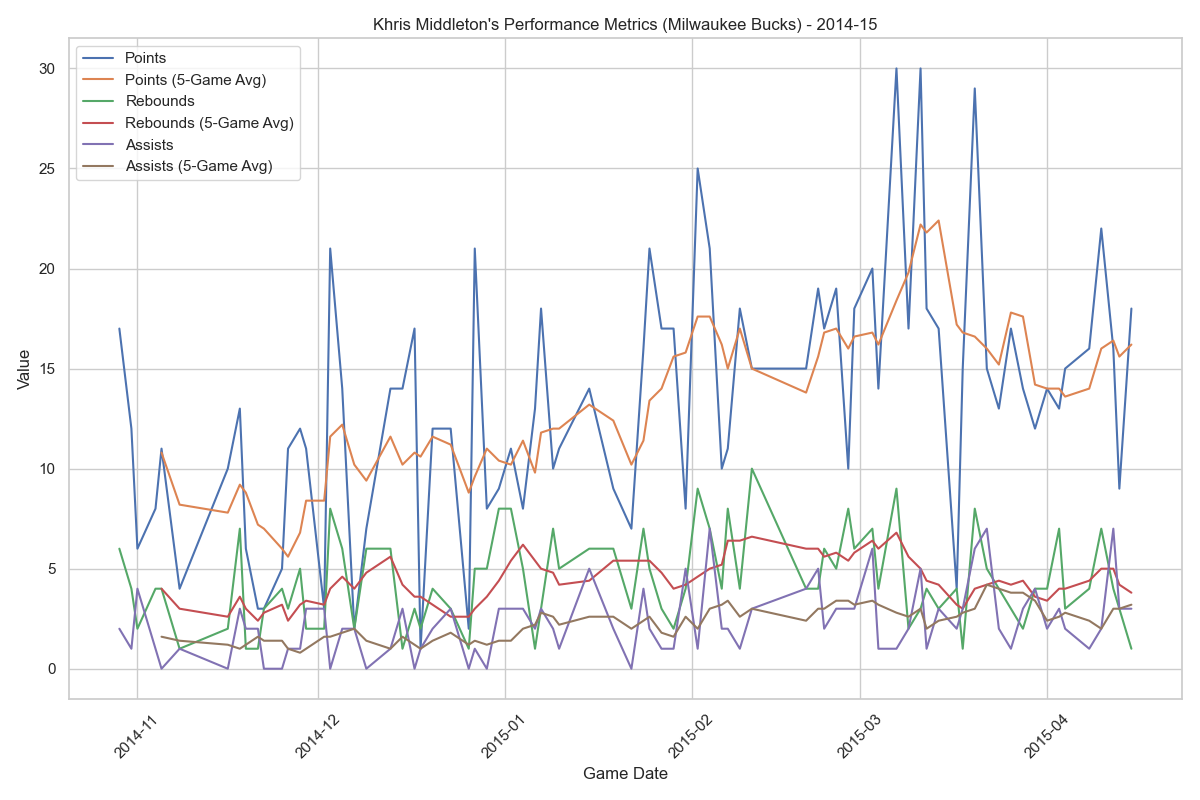 Khris Middleton's Performance Metrics (Milwaukee Bucks) - 2014-15
Points
Points (5-Game Avg)
Rebounds
Rebounds (5-Game Avg)
Assists
Assists (5-Game Avg)
30
25
20
15
10
5
0
Value
2014-11
2014-12
2015-01
2015-02
2015-03
2015-04
Game Date